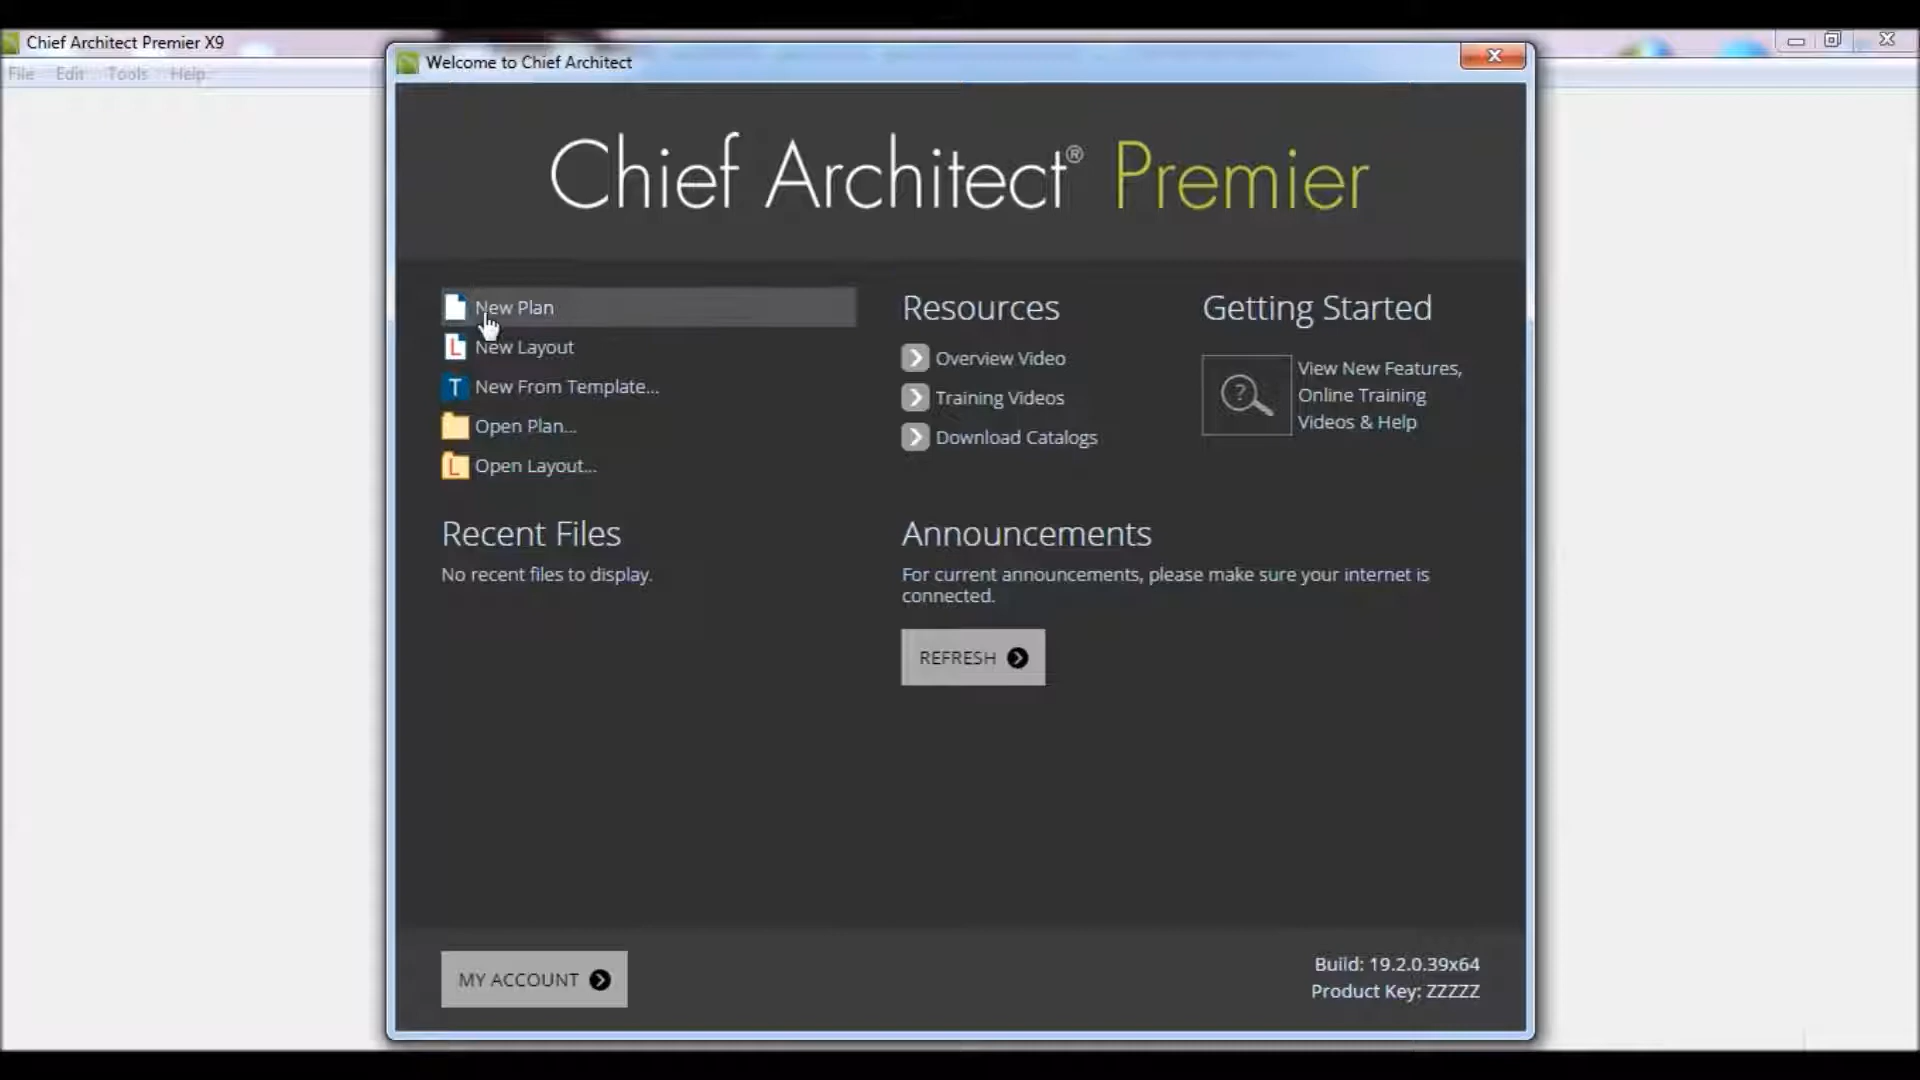 Chief Architect Premier X9
File Edit Tools Help
Welcome to Chief Architect
Chief Architect® Premier
New Plan
New Layout
New From Template...
Open Plan...
Open Layout...
Resources
Overview Video
Training Videos
Download Catalogs
Getting Started
View New Features,
Online Training
Videos & Help
Recent Files
No recent files to display.
Announcements
For current announcements, please make sure your internet is
connected.
REFRESH
MY ACCOUNT
Build: 19.2.0.39x64
Product Key: ZZZZZ